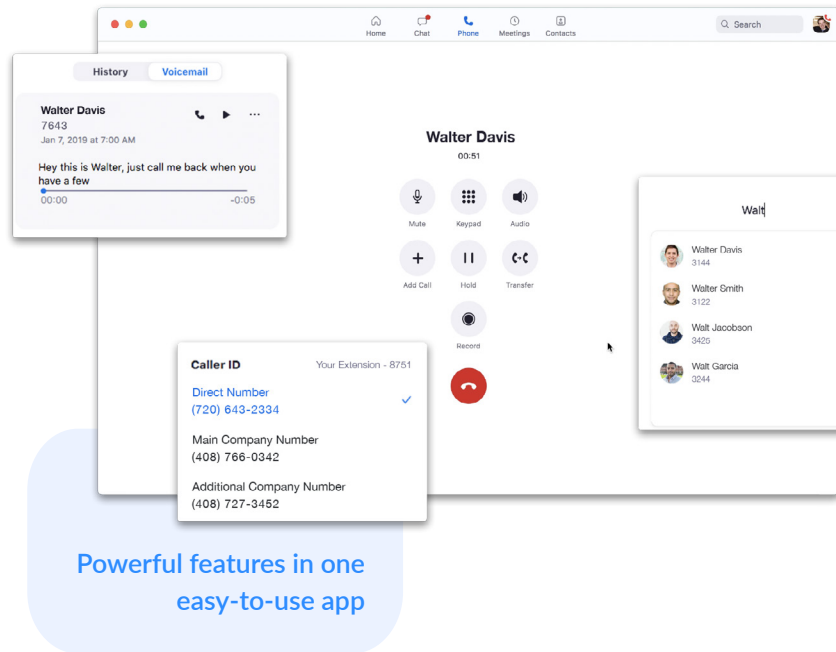 Home
Chat
Phone
Meetings
Contacts
Search
History
Voicemail
Walter Davis
7643
Jan 7, 2019 at 7:00 AM
Hey this is Walter, just call me back when you
have a few
00:00
-0:05
Walter Davis
00:51
Mute
Keypad
Audio
Add Call
Hold
Transfer
Record
Walt
Walter Davis
3144
Walter Smith
3122
Walt Jacobson
3425
Walt Garcia
3244
Caller ID
Your Extension - 8751
Direct Number
(720) 643-2334
Main Company Number
(408) 766-0342
Additional Company Number
(408) 727-3452
Powerful features in one
easy-to-use app